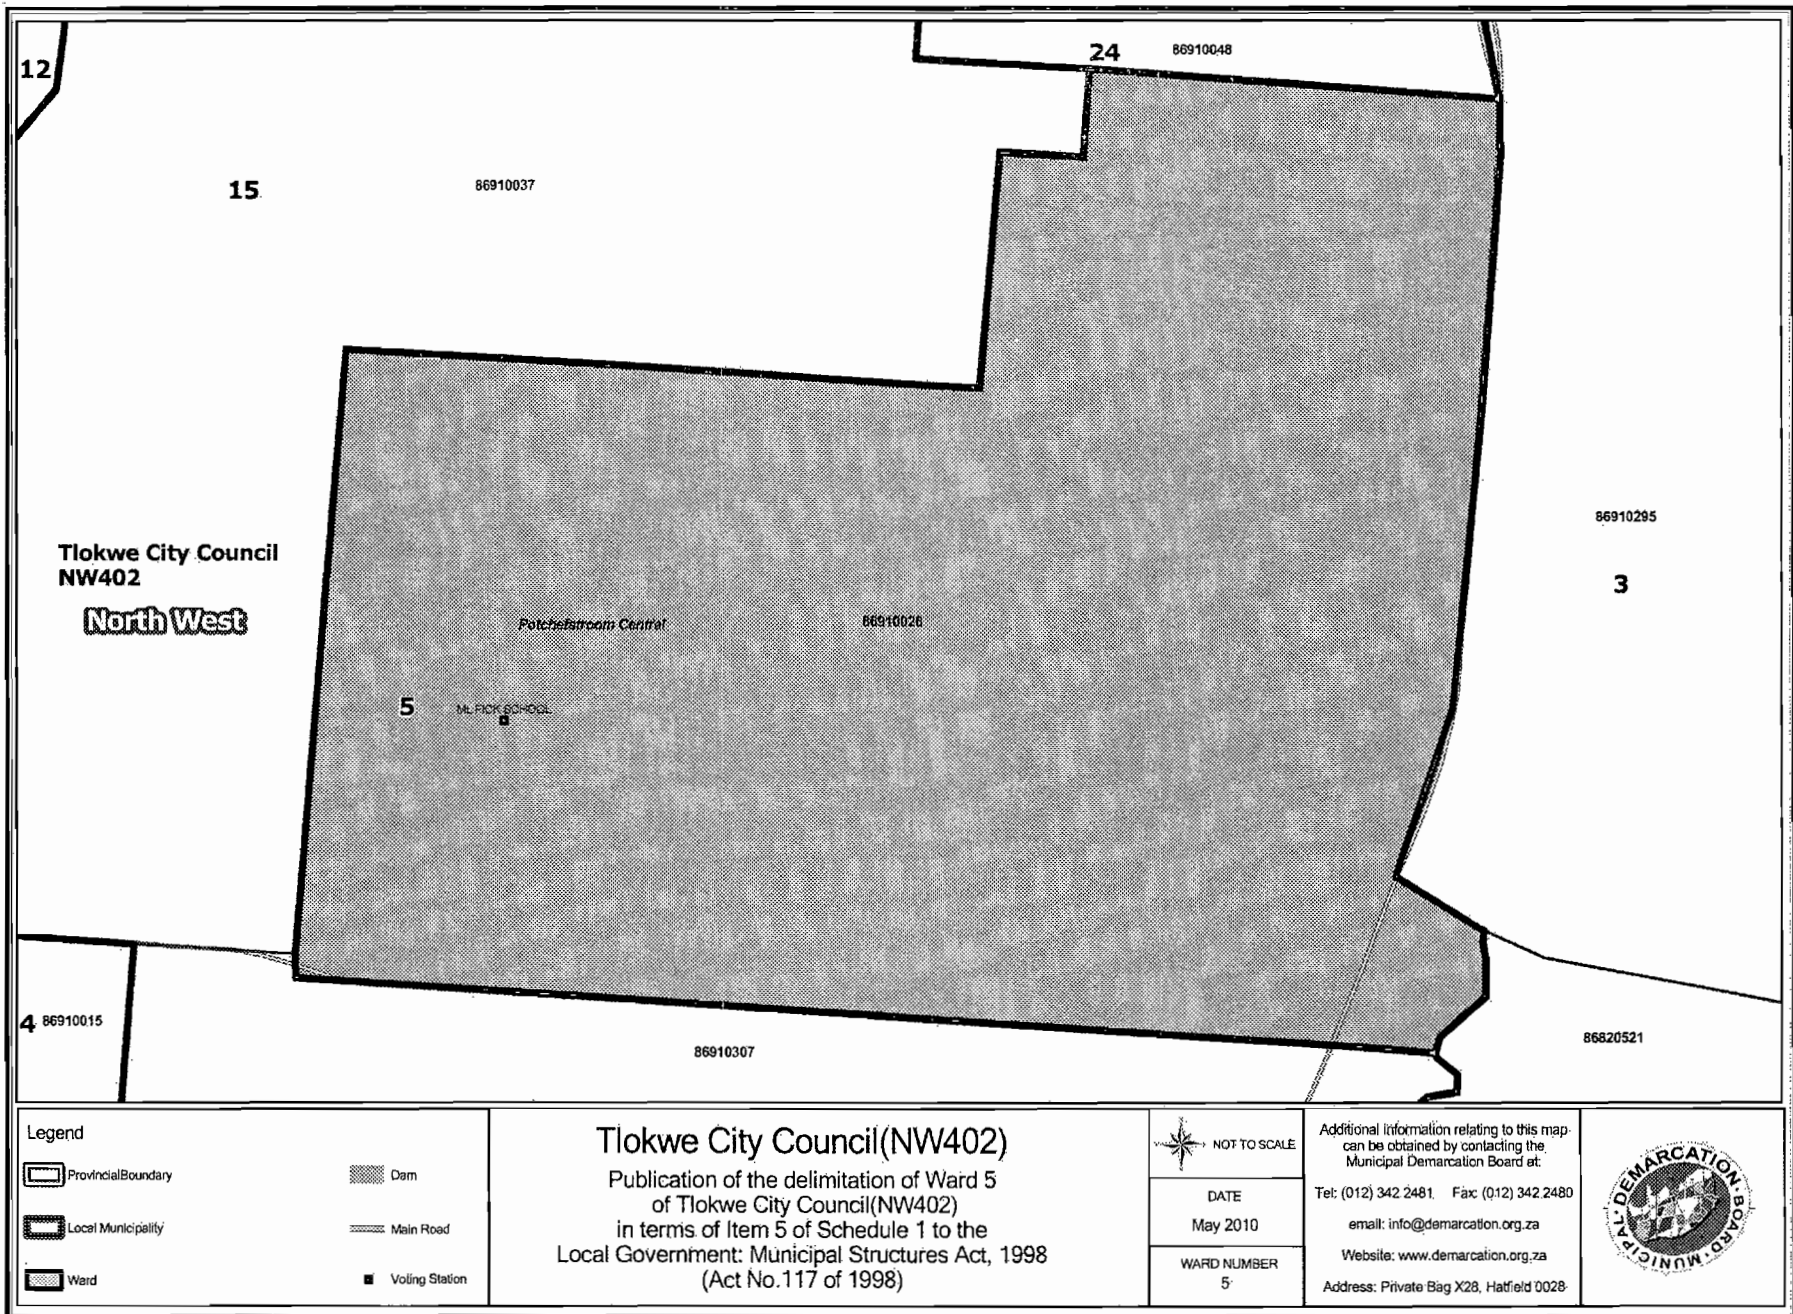 12
24
86910048
15
86910037
86910295
Tlokwe City Council
NW402
3
North West
Potchefstroom Central
86910026
5
ML FICK SCHOOL
4
86910015
86910307
86820521
Legend
ProvincialBoundary
Local Municipality
Ward
Dam
Main Road
Voting Station
Tlokwe City Council(NW402)
Publication of the delimitation of Ward 5
of Tlokwe City Council(NW402)
in terms of Item 5 of Schedule 1 to the
Local Government: Municipal Structures Act, 1998
(Act No.117 of 1998)
NOT TO SCALE
DATE
May 2010
WARD NUMBER
5
Additional information relating to this map
can be obtained by contacting the
Municipal Demarcation Board at:
Tel: (012) 342 2481 Fax: (012) 342 2480
email: info@demarcation.org.za
Website: www.demarcation.org.za
Address: Private Bag X28, Hatfield 0028
MUNICIPAL DEMARCATION BOARD